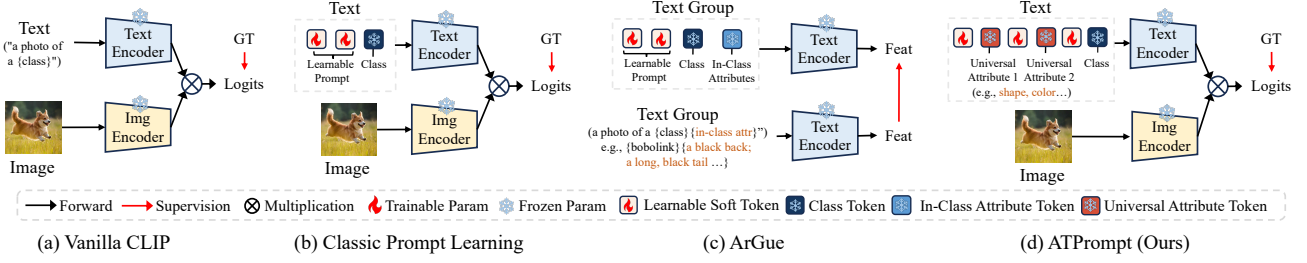 Text
("a photo of
a {class}")
Text
Encoder
GT
Logits
Img
Encoder
Image
Text
Learnable
Prompt
Class
Text
Encoder
GT
Logits
Img
Encoder
Image
Text Group
Learnable
Prompt
Class
In-Class
Attributes
Text
Encoder
Feat
Text Group
(a photo of a {class}{in-class attr}")
e.g., {bobolink}{a black back;
a long, black tail …}
Text
Encoder
Feat
Text
Universal
Attribute 1
Universal
Attribute 2
Class
(e.g., shape, color…)
Text
Encoder
GT
Logits
Img
Encoder
Image
Forward
Supervision
Multiplication
Trainable Param
Frozen Param
Learnable Soft Token
Class Token
In-Class Attribute Token
Universal Attribute Token
(a) Vanilla CLIP
(b) Classic Prompt Learning
(c) ArGue
(d) ATPrompt (Ours)